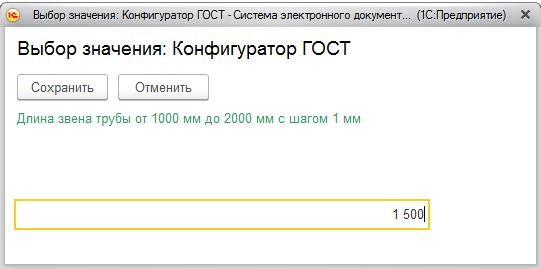 Выбор значения: Конфигуратор ГОСТ - Система электронного документ... (1С:Предприятие)
Выбор значения: Конфигуратор ГОСТ
Сохранить Отменить
Длина звена трубы от 1000 мм до 2000 мм с шагом 1 мм
1 500